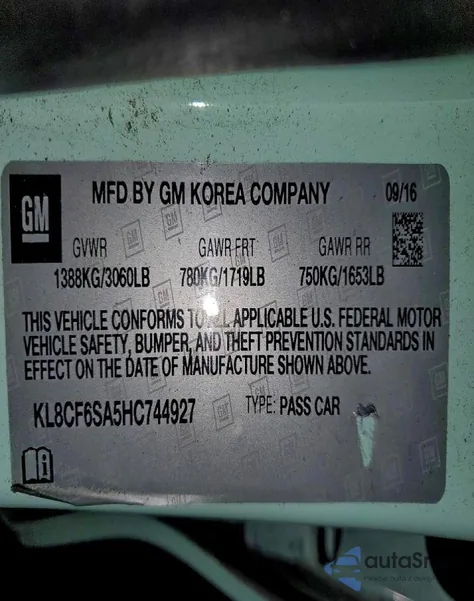 GM
MFD BY GM KOREA COMPANY 09/16
GVWR GAWR FRT GAWR RR
1388KG/3060LB 780KG/1719LB 750KG/1653LB
THIS VEHICLE CONFORMS TO ALL APPLICABLE U.S. FEDERAL MOTOR
VEHICLE SAFETY, BUMPER, AND THEFT PREVENTION STANDARDS IN
EFFECT ON THE DATE OF MANUFACTURE SHOWN ABOVE.
KL8CF6SA5HC744927 TYPE: PASS CAR